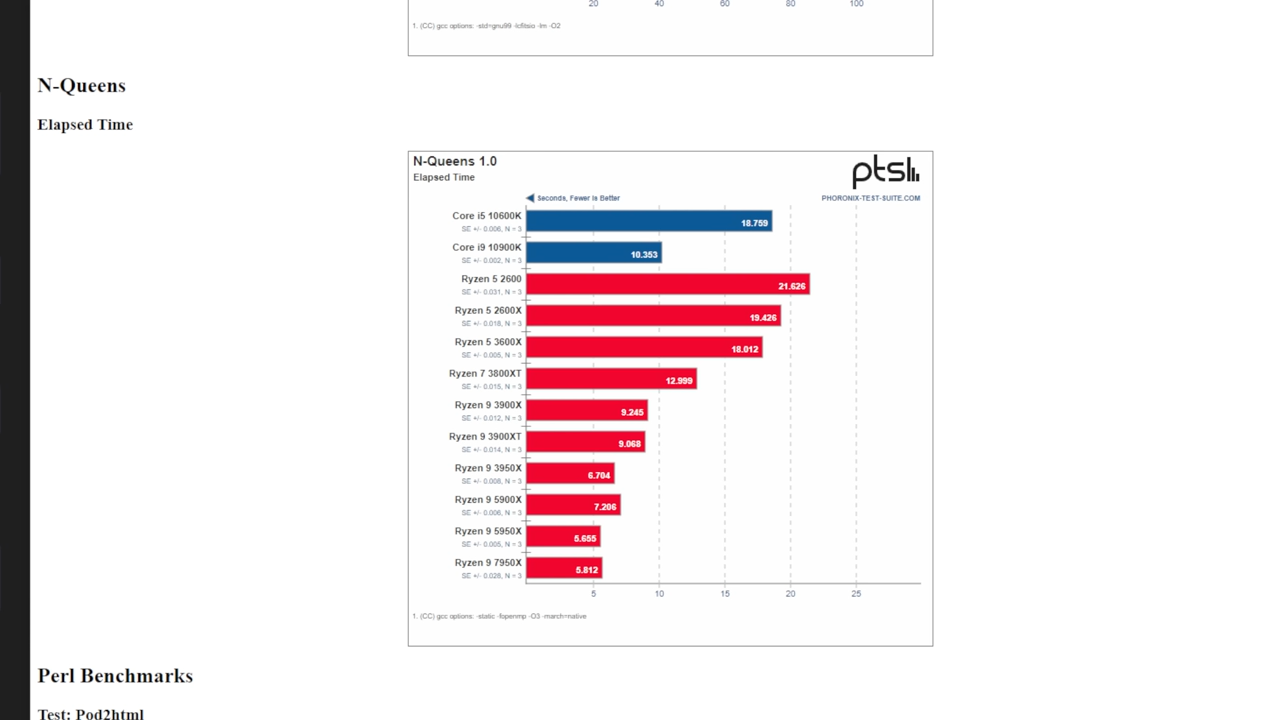 20 40 60 80 100
1. (CC) gcc options: -std=gnu99 -lcfitsio -lm -O2
N-Queens
Elapsed Time
N-Queens 1.0
ptsl
Elapsed Time
Seconds, Fewer Is Better
PHORONIX-TEST-SUITE.COM
Core i5 10600K
18.759
SE +/- 0.006, N = 3
Core i9 10900K
10.353
SE +/- 0.002, N = 3
Ryzen 5 2600
21.626
SE +/- 0.031, N = 3
Ryzen 5 2600X
19.426
SE +/- 0.018, N = 3
Ryzen 5 3600X
18.012
SE +/- 0.005, N = 3
Ryzen 7 3800XT
12.999
SE +/- 0.015, N = 3
Ryzen 9 3900X
9.245
SE +/- 0.012, N = 3
Ryzen 9 3900XT
9.068
SE +/- 0.014, N = 3
Ryzen 9 3950X
6.704
SE +/- 0.008, N = 3
Ryzen 9 5900X
7.206
SE +/- 0.006, N = 3
Ryzen 9 5950X
5.655
SE +/- 0.005, N = 3
Ryzen 9 7950X
5.812
SE +/- 0.028, N = 3
5 10 15 20 25
1. (CC) gcc options: -static -fopenmp -O3 -march=native
Perl Benchmarks
Test: Pod2html